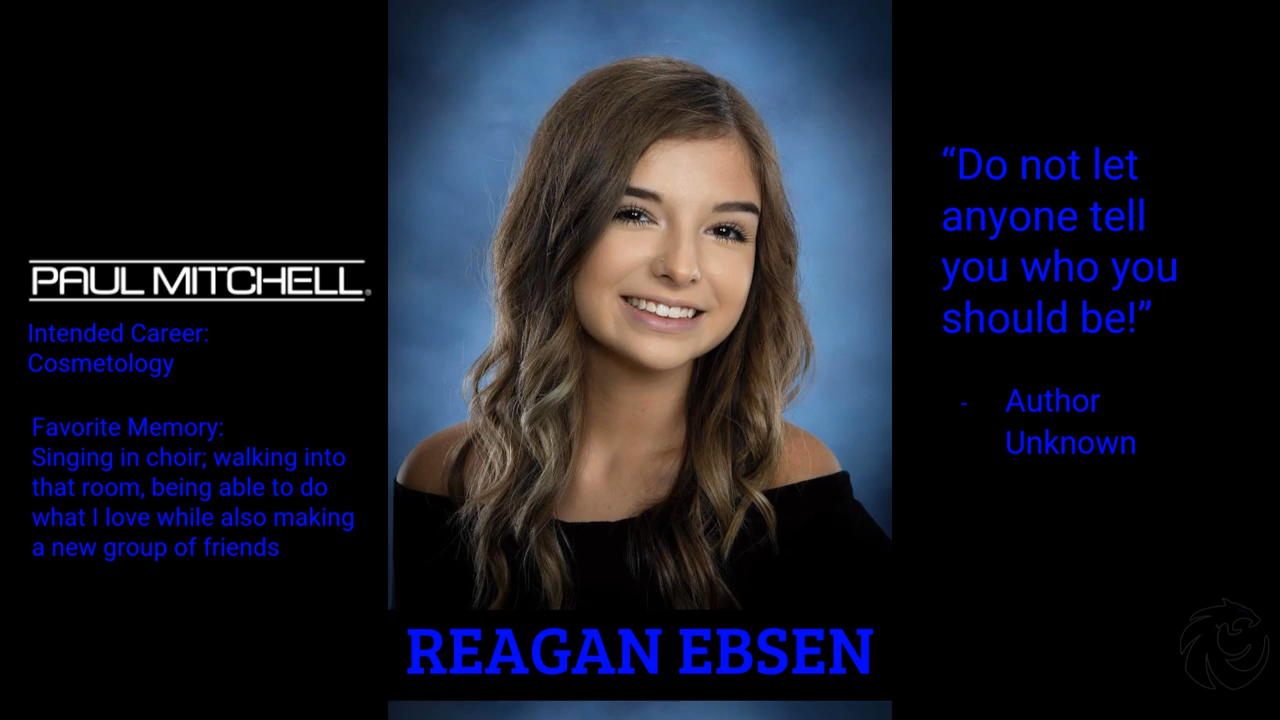 PAUL MITCHELL®
Intended Career:
Cosmetology
Favorite Memory:
Singing in choir; walking into
that room, being able to do
what I love while also making
a new group of friends
REAGAN EBSEN
“Do not let
anyone tell
you who you
should be!”
- Author
Unknown